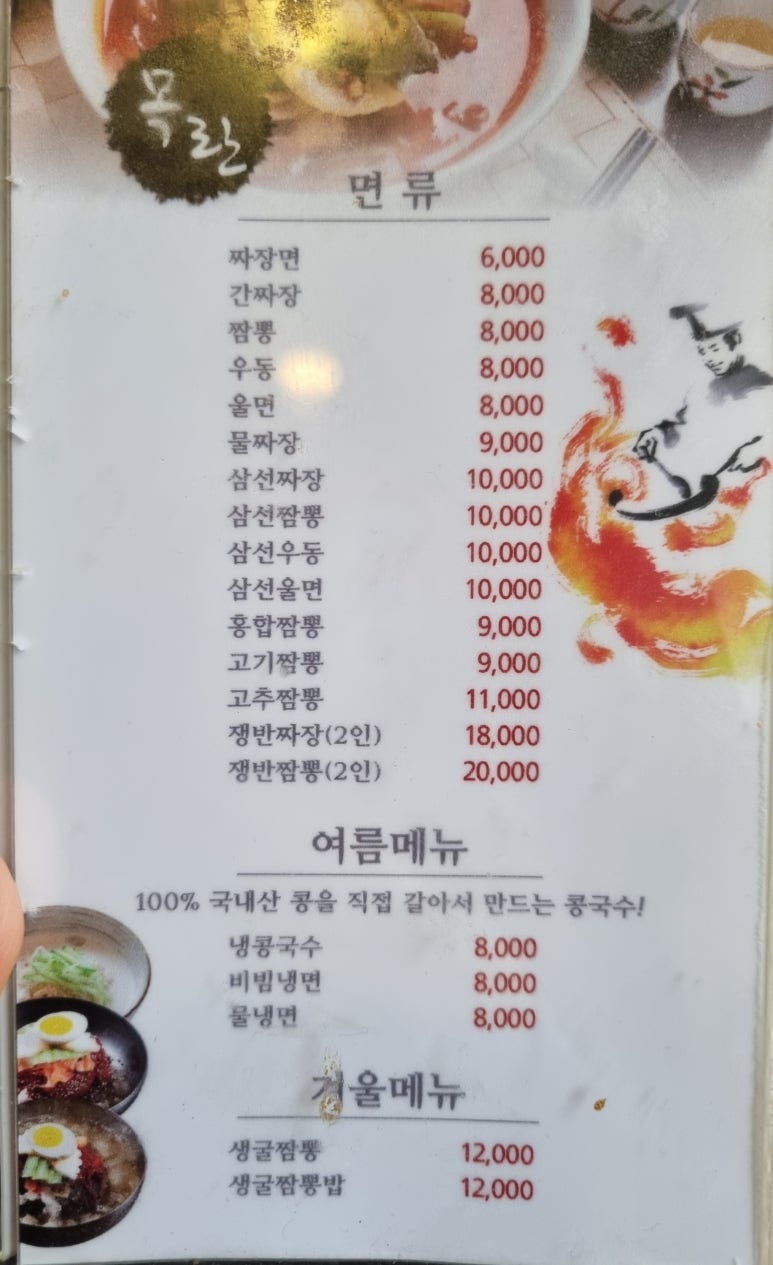 목란
면류
짜장면 6,000
간짜장 8,000
짬뽕 8,000
우동 8,000
울면 8,000
물짜장 9,000
삼선짜장 10,000
삼선짬뽕 10,000
삼선우동 10,000
삼선울면 10,000
홍합짬뽕 9,000
고기짬뽕 9,000
고추짬뽕 11,000
쟁반짜장(2인) 18,000
쟁반짬뽕(2인) 20,000
여름메뉴
100% 국내산 콩을 직접 갈아서 만드는 콩국수!
냉콩국수 8,000
비빔냉면 8,000
물냉면 8,000
겨울메뉴
생굴짬뽕 12,000
생굴짬뽕밥 12,000